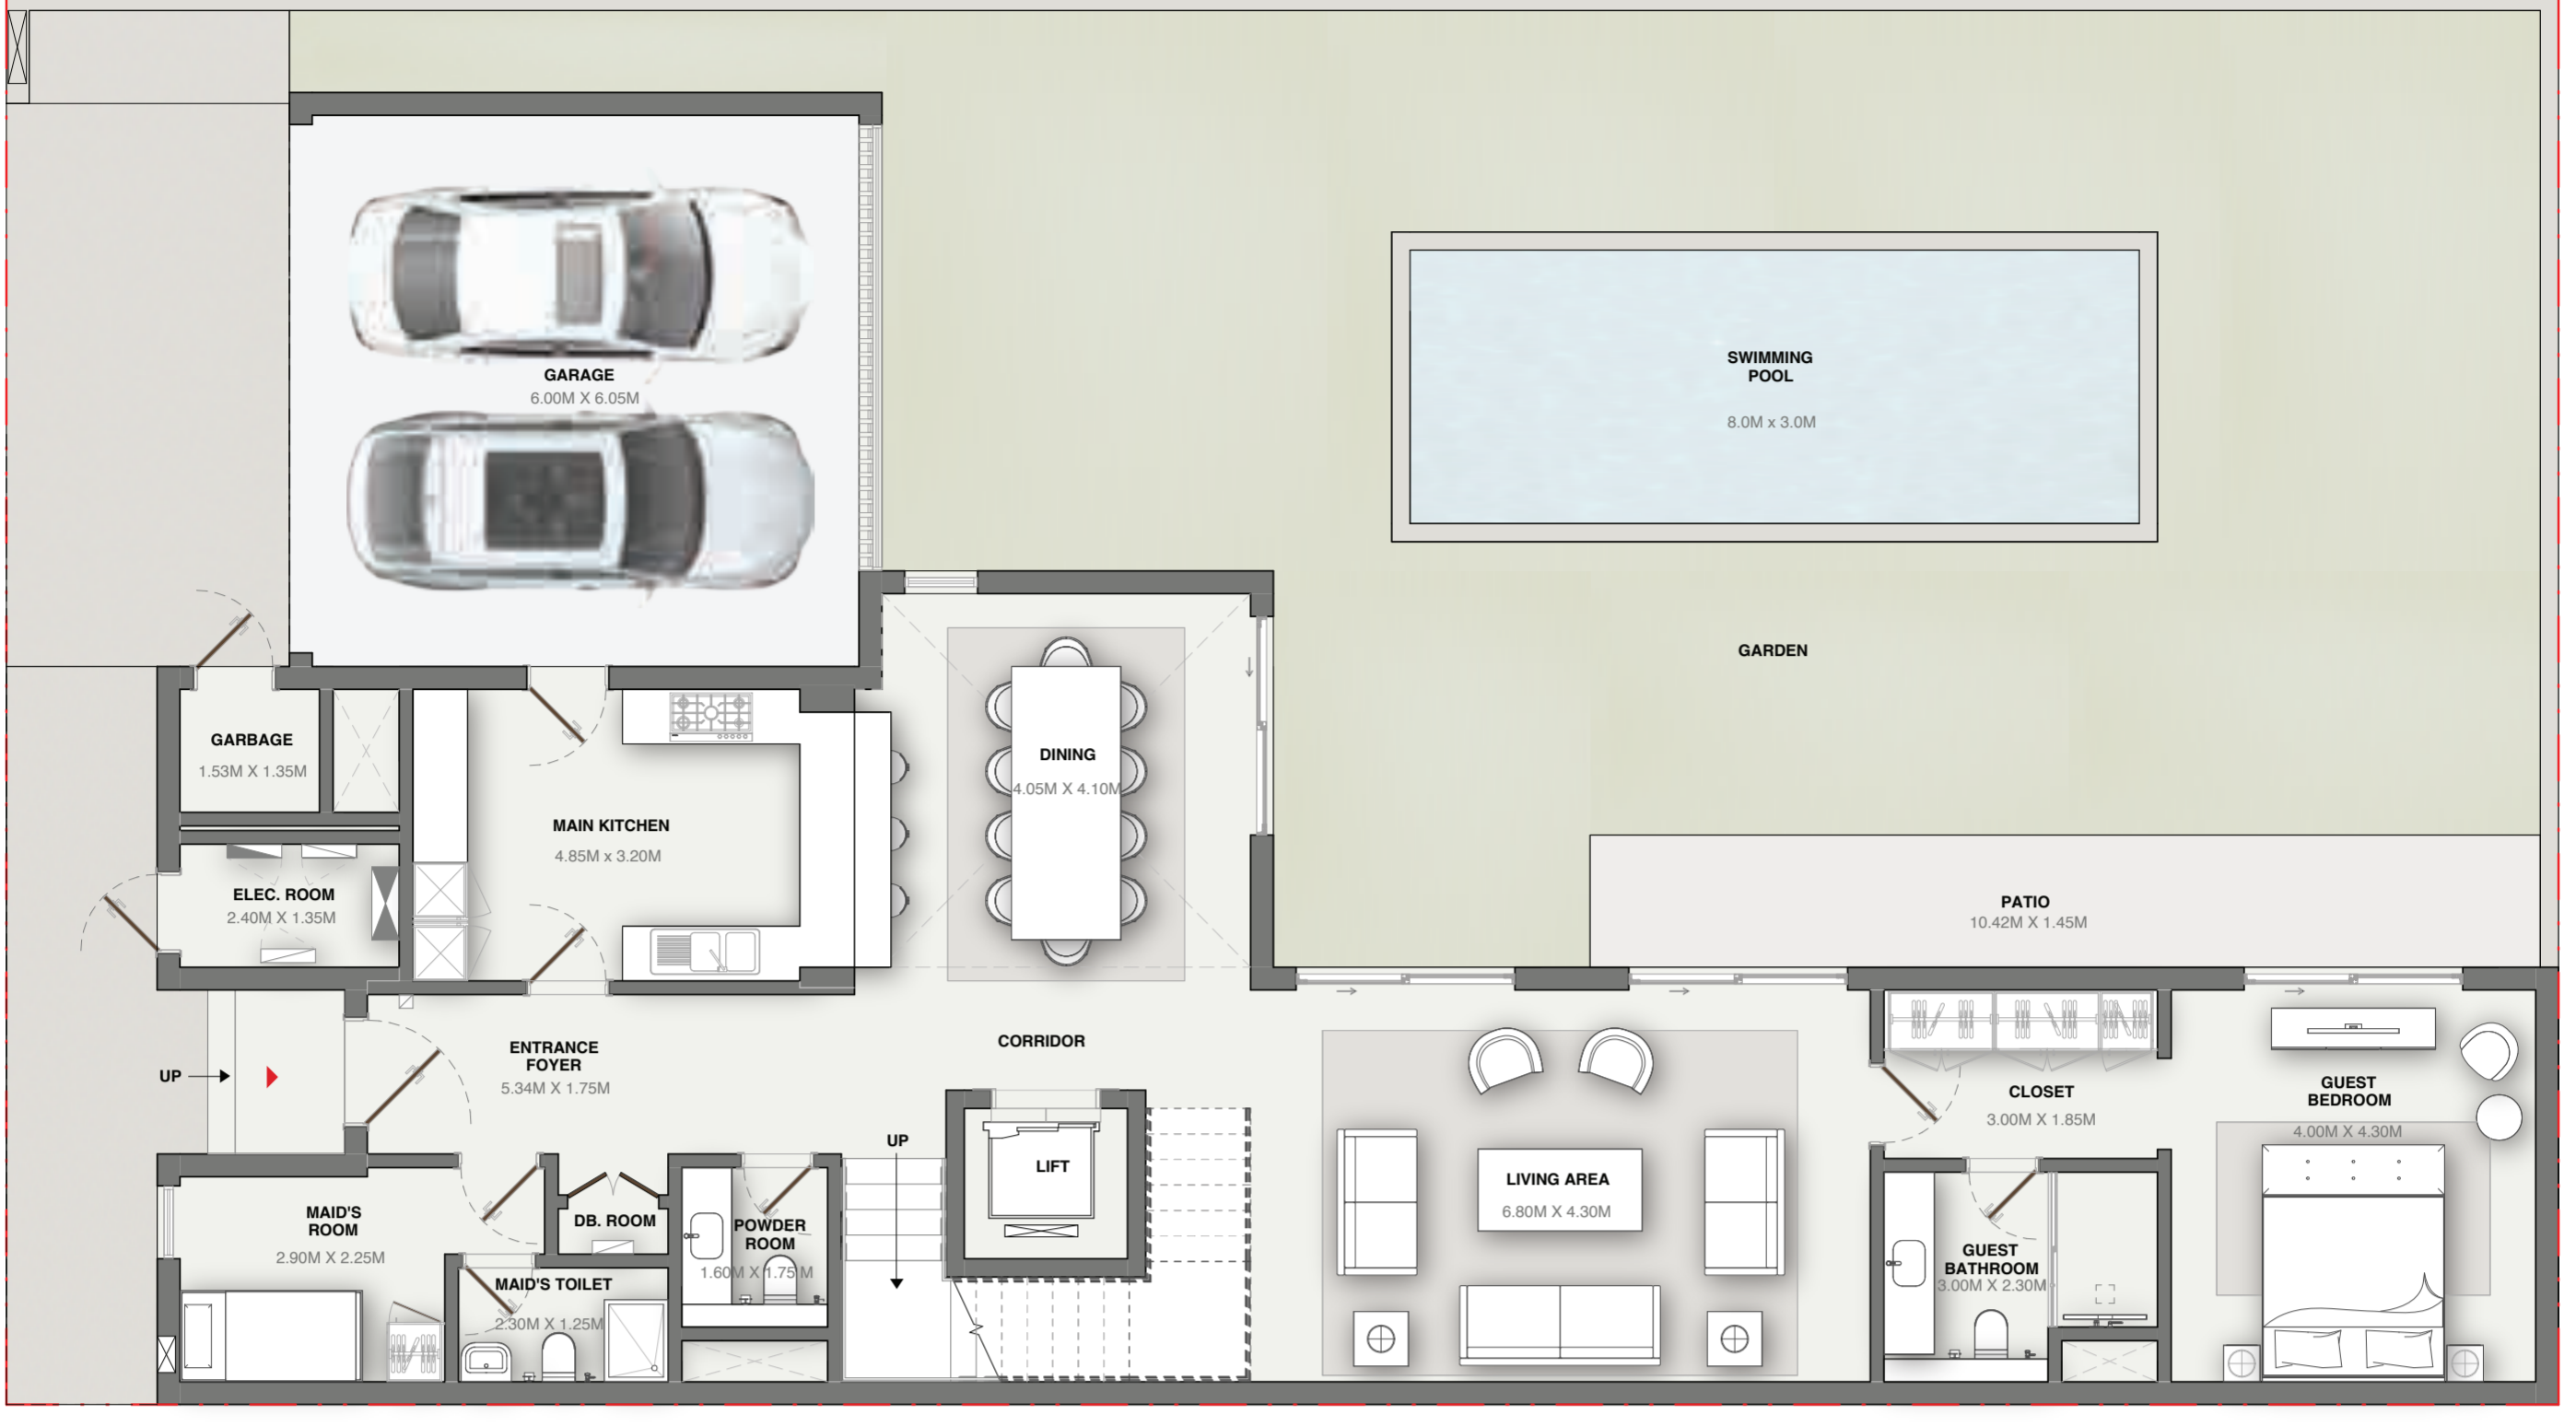 GARAGE
6.00M X 6.05M
SWIMMING
POOL
8.0M x 3.0M
GARDEN
GARBAGE
1.53M X 1.35M
DINING
4.05M X 4.10M
MAIN KITCHEN
4.85M x 3.20M
ELEC. ROOM
2.40M X 1.35M
PATIO
10.42M X 1.45M
UP
ENTRANCE
FOYER
5.34M X 1.75M
CORRIDOR
UP
LIFT
LIVING AREA
6.80M X 4.30M
CLOSET
3.00M X 1.85M
GUEST
BEDROOM
4.00M X 4.30M
MAID'S
ROOM
2.90M X 2.25M
DB. ROOM
POWDER
ROOM
1.60M X 1.75 M
MAID'S TOILET
2.30M X 1.25M
GUEST
BATHROOM
3.00M X 2.30M